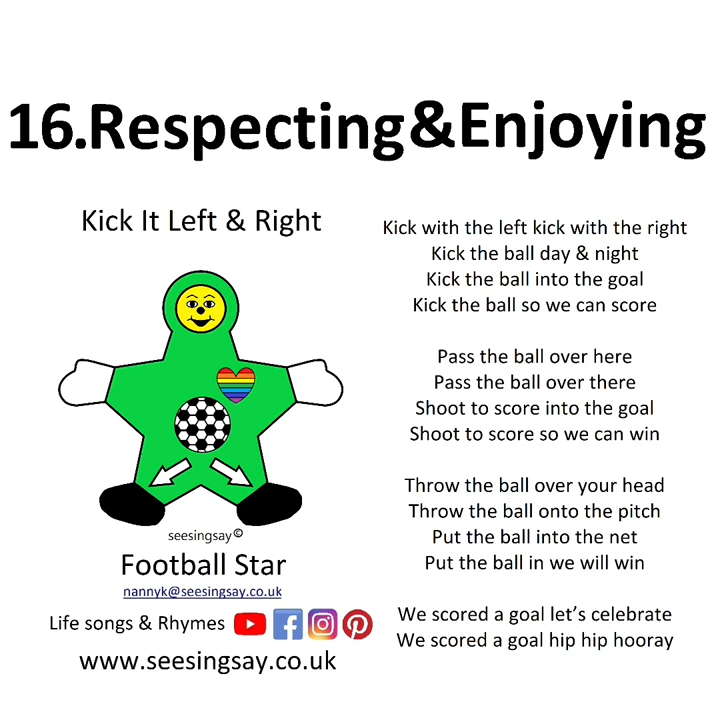 16.Respecting&Enjoying
Kick It Left & Right
seesingsay©
Football Star
nannyk@seesingsay.co.uk
Life songs & Rhymes
www.seesingsay.co.uk
Kick with the left kick with the right
Kick the ball day & night
Kick the ball into the goal
Kick the ball so we can score
Pass the ball over here
Pass the ball over there
Shoot to score into the goal
Shoot to score so we can win
Throw the ball over your head
Throw the ball onto the pitch
Put the ball into the net
Put the ball in we will win
We scored a goal let’s celebrate
We scored a goal hip hip hooray